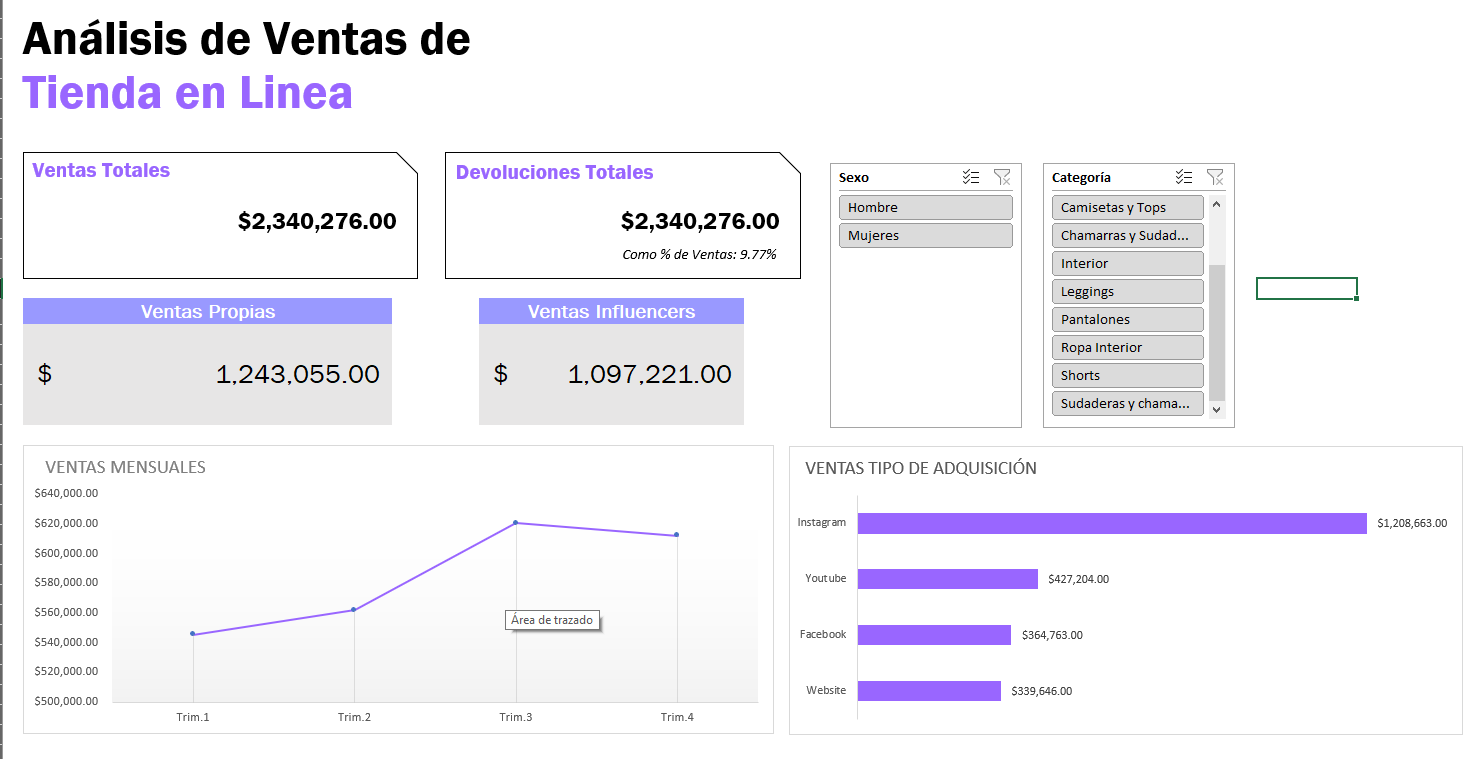 Análisis de Ventas de
Tienda en Linea
Ventas Totales
$2,340,276.00
Devoluciones Totales
$2,340,276.00
Como % de Ventas: 9.77%
Sexo
Hombre
Mujeres
Categoría
Camisetas y Tops
Chamarras y Sudad...
Interior
Leggings
Pantalones
Ropa Interior
Shorts
Sudaderas y chama...
Ventas Propias
$ 1,243,055.00
Ventas Influencers
$ 1,097,221.00
VENTAS MENSUALES
$640,000.00
$620,000.00
$600,000.00
$580,000.00
$560,000.00
$540,000.00
$520,000.00
$500,000.00
Área de trazado
Trim.1 Trim.2 Trim.3 Trim.4
VENTAS TIPO DE ADQUISICIÓN
Instagram $1,208,663.00
Youtube $427,204.00
Facebook $364,763.00
Website $339,646.00